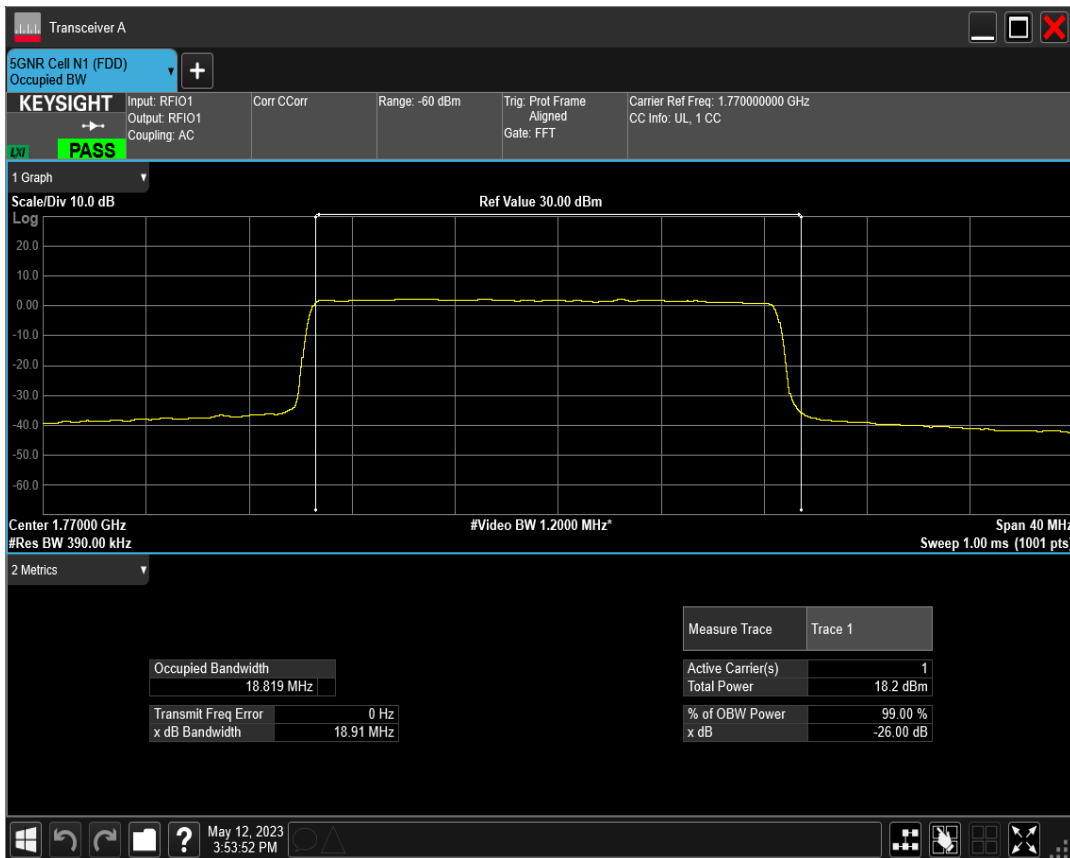 Transceiver A
5GNR Cell N1 (FDD)
Occupied BW
+
KEYSIGHT
LXI PASS
Input: RFIO1
Output: RFIO1
Coupling: AC
Corr CCorr
Range: -60 dBm
Trig: Prot Frame
Aligned
Gate: FFT
Carrier Ref Freq: 1.770000000 GHz
CC Info: UL, 1 CC
1 Graph
Scale/Div 10.0 dB
Ref Value 30.00 dBm
Log
20.0
10.0
0.00
-10.0
-20.0
-30.0
-40.0
-50.0
-60.0
Center 1.77000 GHz
#Video BW 1.2000 MHz*
Span 40 MHz
#Res BW 390.00 kHz
Sweep 1.00 ms (1001 pts)
2 Metrics
Measure Trace Trace 1
Occupied Bandwidth
18.819 MHz
Active Carrier(s) 1
Total Power 18.2 dBm
Transmit Freq Error 0 Hz
x dB Bandwidth 18.91 MHz
% of OBW Power 99.00 %
x dB -26.00 dB
?
May 12, 2023
3:53:52 PM